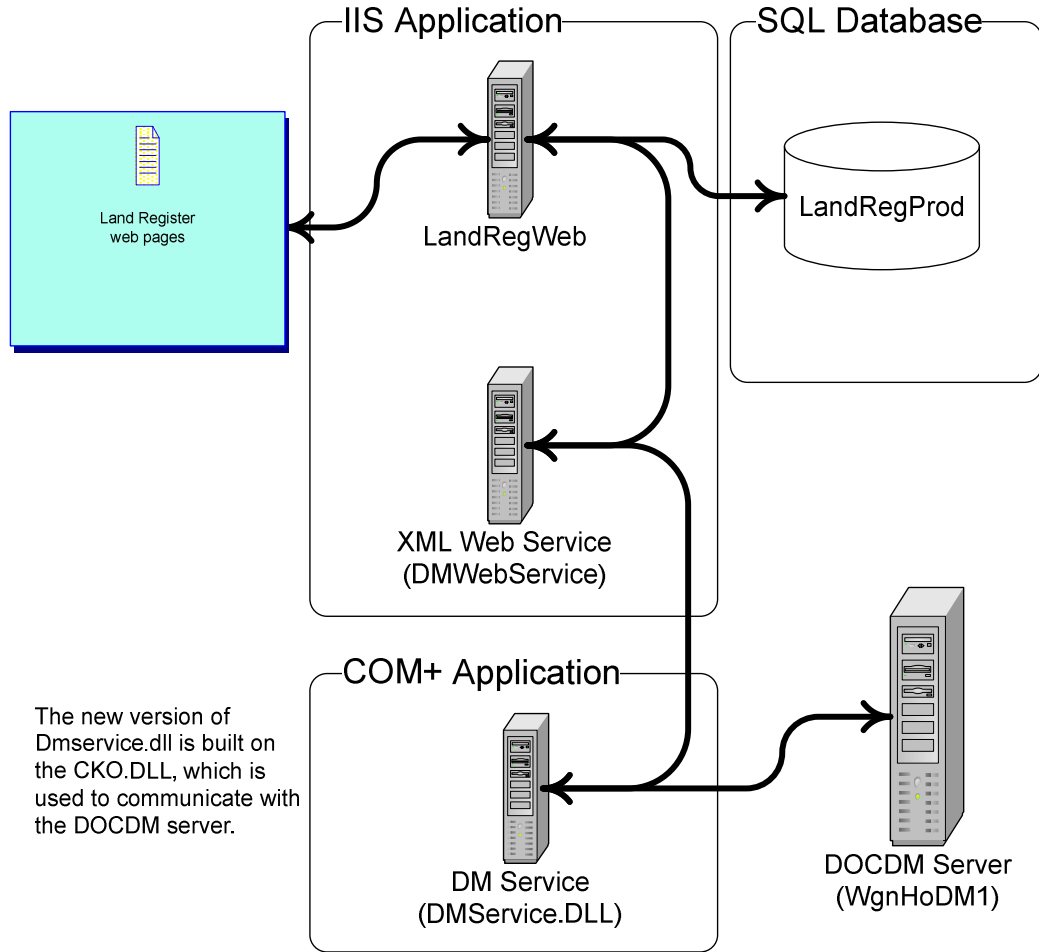 IIS Application
SQL Database
Land Register
web pages
LandRegWeb
LandRegProd
XML Web Service
(DMWebService)
COM+ Application
The new version of
Dmservice.dll is built on
the CKO.DLL, which is
used to communicate with
the DOCDM server.
DM Service
(DMService.DLL)
DOCDM Server
(WgnHoDM1)